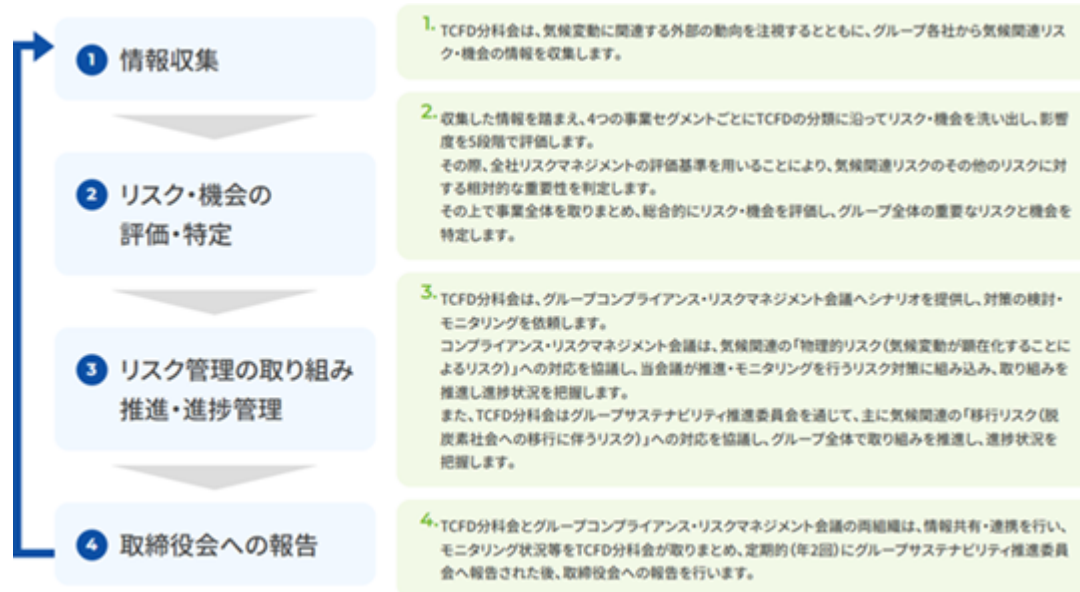 1 情報収集
1. TCFD分科会は、気候変動に関連する外部の動向を注視するとともに、グループ各社から気候関連リス
ク・機会の情報を収集します。
2 リスク・機会の
評価・特定
2. 収集した情報を踏まえ、4つの事業セグメントごとにTCFDの分類に沿ってリスク・機会を洗い出し、影響
度を5段階で評価します。
その際、全社リスクマネジメントの評価基準を用いることにより、気候関連リスクのその他のリスクに対
する相対的な重要性を判定します。
その上で事業全体を取りまとめ、総合的にリスク・機会を評価し、グループ全体の重要なリスクと機会を
特定します。
3 リスク管理の取り組み
推進・進捗管理
3. TCFD分科会は、グループコンプライアンス・リスクマネジメント会議へシナリオを提供し、対策の検討・
モニタリングを依頼します。
コンプライアンス・リスクマネジメント会議は、気候関連の「物理的リスク(気候変動が顕在化することに
よるリスク)」への対応を協議し、当会議が推進・モニタリングを行うリスク対策に組み込み、取り組みを
推進し進捗状況を把握します。
また、TCFD分科会はグループサステナビリティ推進委員会を通じて、主に気候関連の「移行リスク(脱
炭素社会への移行に伴うリスク)」への対応を協議し、グループ全体で取り組みを推進し、進捗状況を
把握します。
4 取締役会への報告
4. TCFD分科会とグループコンプライアンス・リスクマネジメント会議の両組織は、情報共有・連携を行い、
モニタリング状況等をTCFD分科会が取りまとめ、定期的(年2回)にグループサステナビリティ推進委員
会へ報告された後、取締役会への報告を行います。